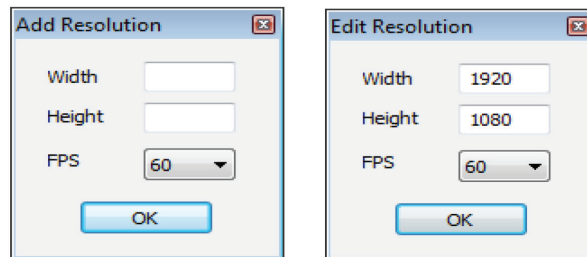 Add Resolution
Width
Height
FPS
60
OK
Edit Resolution
Width 1920
Height 1080
FPS 60
OK